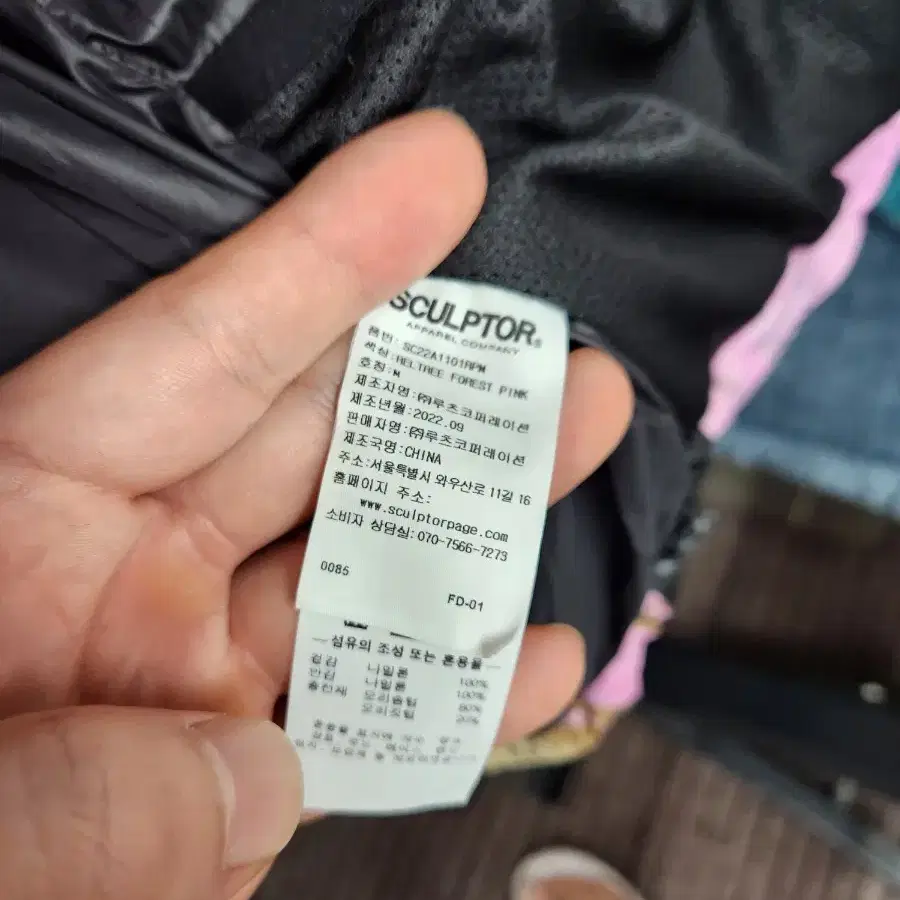 SCULPTOR
APPAREL COMPANY
품번: SC22A1101RPM
색상:REALTREE FOREST PINK
호칭:M
제조자명:㈜루츠코퍼레이션
제조년월:2022.09
판매자명:㈜루츠코퍼레이션
제조국명:CHINA
주소:서울특별시 와우산로 11길 16
홈페이지 주소:
www.sculptorpage.com
소비자 상담실:070-7566-7273
0085
FD-01
섬유의 조성 또는 혼용율
겉감 나일론 100%
안감 나일론 100%
충전재 오리솜털 80%
오리깃털 20%